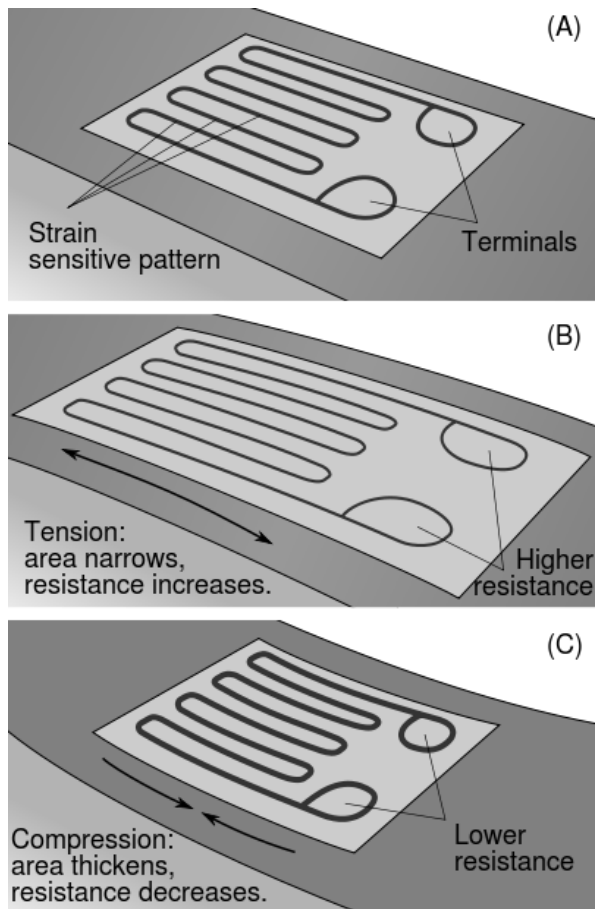 (A)
Strain
sensitive pattern
Terminals
(B)
Tension:
area narrows,
resistance increases.
Higher
resistance
(C)
Compression:
area thickens,
resistance decreases.
Lower
resistance